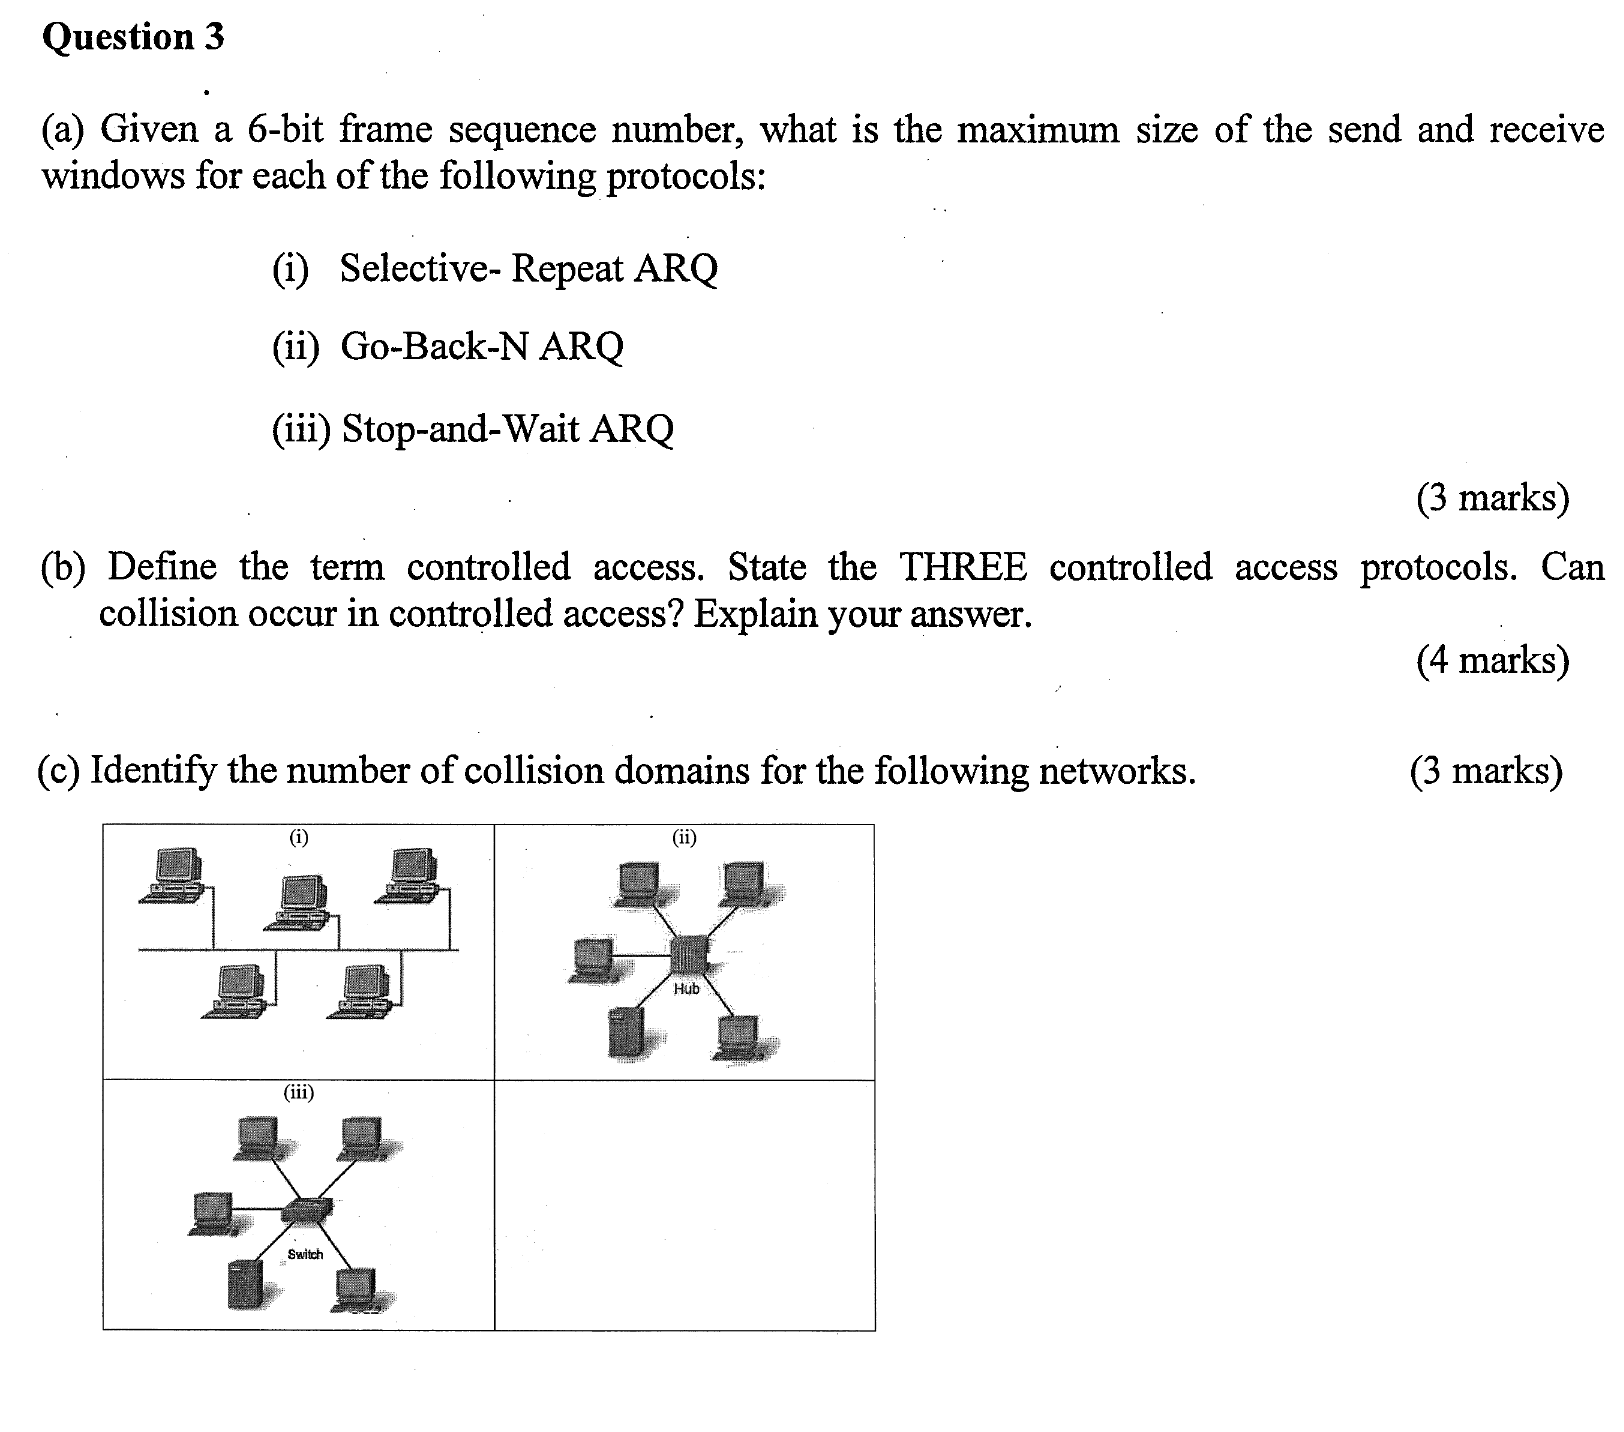 Question 3
(a) Given a 6-bit frame sequence number, what is the maximum size of the send and receive
windows for each of the following protocols:
(i) Selective- Repeat ARQ
(ii) Go-Back-N ARQ
(iii) Stop-and-Wait ARQ
(3 marks)
(b) Define the term controlled access. State the THREE controlled access protocols. Can
collision occur in controlled access? Explain your answer.
(4 marks)
(c) Identify the number of collision domains for the following networks. (3 marks)
(i)
(ii)
Hub
(iii)
Switch